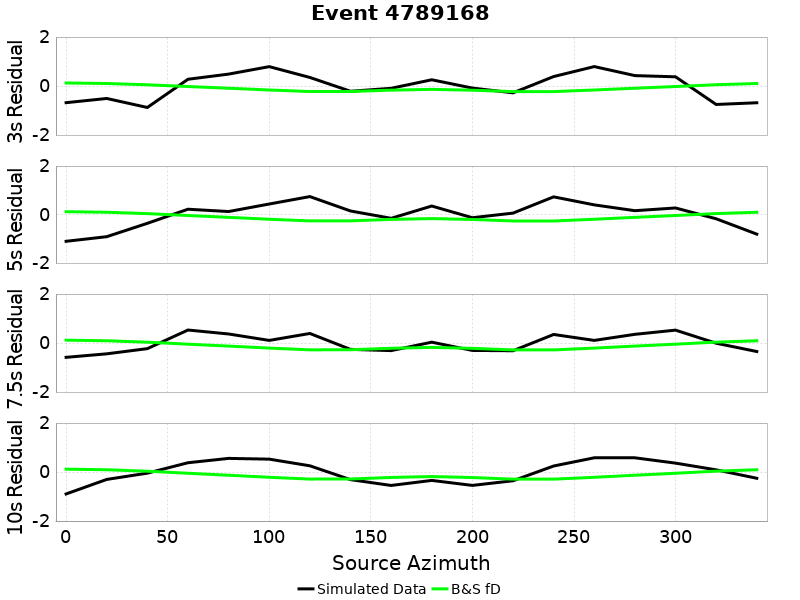 Event 4789168
3s Residual
2
0
-2
5s Residual
2
0
-2
7.5s Residual
2
0
-2
10s Residual
2
0
-2
0 50 100 150 200 250 300
Source Azimuth
Simulated Data B&S fD